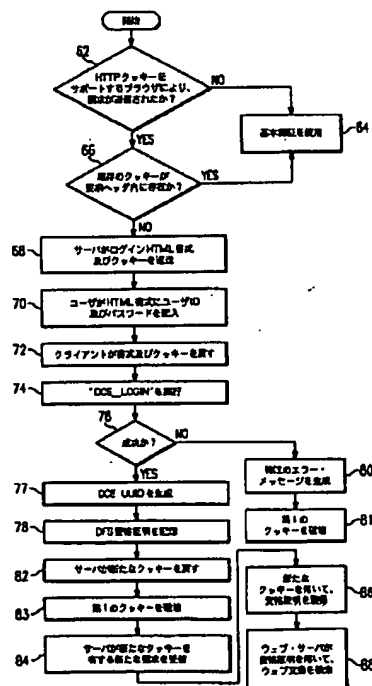 開始
62
HTTPクッキーを
サポートするブラウザにより、
要求が送信されたか?
NO
YES
基本認証を使用
64
66
既存のクッキーが
要求ヘッダ内に存在か?
YES
NO
68
サーバがログインHTML書式
及びクッキーを返送
70
ユーザがHTML書式にユーザID
及びパスワードを記入
72
クライアントが書式及びクッキーを戻す
74
"DCE_LOGIN"を実行
76
成功か?
NO
YES
77
DCE UUIDを生成
78
DFS資格証明を記憶
82
サーバが新たなクッキーを戻す
83
第1のクッキーを破壊
84
サーバが新たなクッキーを
有する新たな要求を受信
特定のエラー・
メッセージを生成
80
第1の
クッキーを破壊
81
新たな
クッキーを用いて、
資格証明を獲得
86
ウェブ・サーバが
資格証明を用いて、
ウェブ文書を検索
88